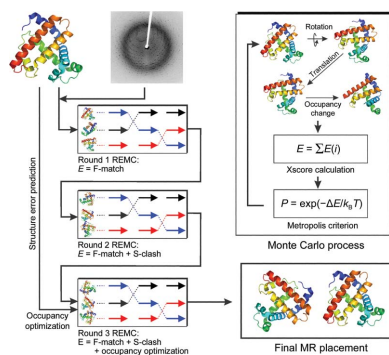 Structure error prediction
Occupancy
optimization
Round 1 REMC:
E = F-match
Round 2 REMC:
E = F-match + S-clash
Round 3 REMC:
E = F-match + S-clash
+ occupancy optimization
Rotation
Translation
Occupancy
change
E = ∑E(i)
Xscore calculation
P = exp(−ΔE/kBT)
Metropolis criterion
Monte Carlo process
Final MR placement